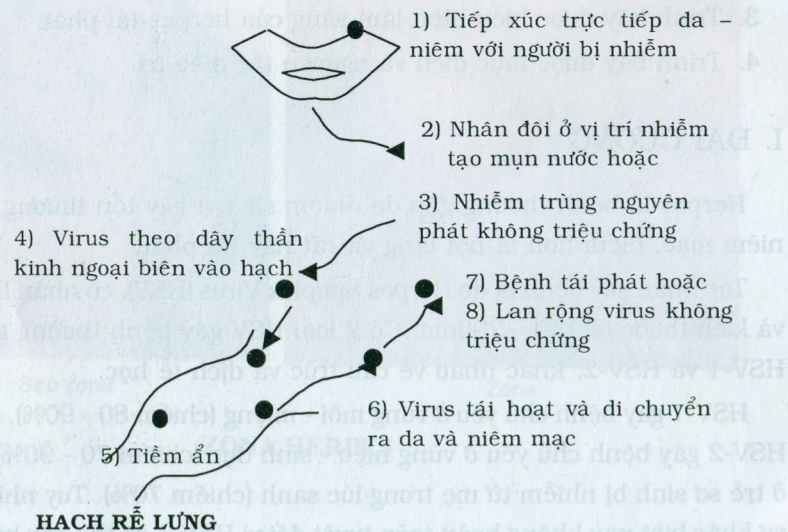 1) Tiếp xúc trực tiếp da –
niêm với người bị nhiễm
2) Nhân đôi ở vị trí nhiễm
tạo mụn nước hoặc
3) Nhiễm trùng nguyên
phát không triệu chứng
4) Virus theo dây thần
kinh ngoại biên vào hạch
7) Bệnh tái phát hoặc
8) Lan rộng virus không
triệu chứng
6) Virus tái hoạt và di chuyển
ra da và niêm mạc
5) Tiềm ẩn
HẠCH RỄ LƯNG